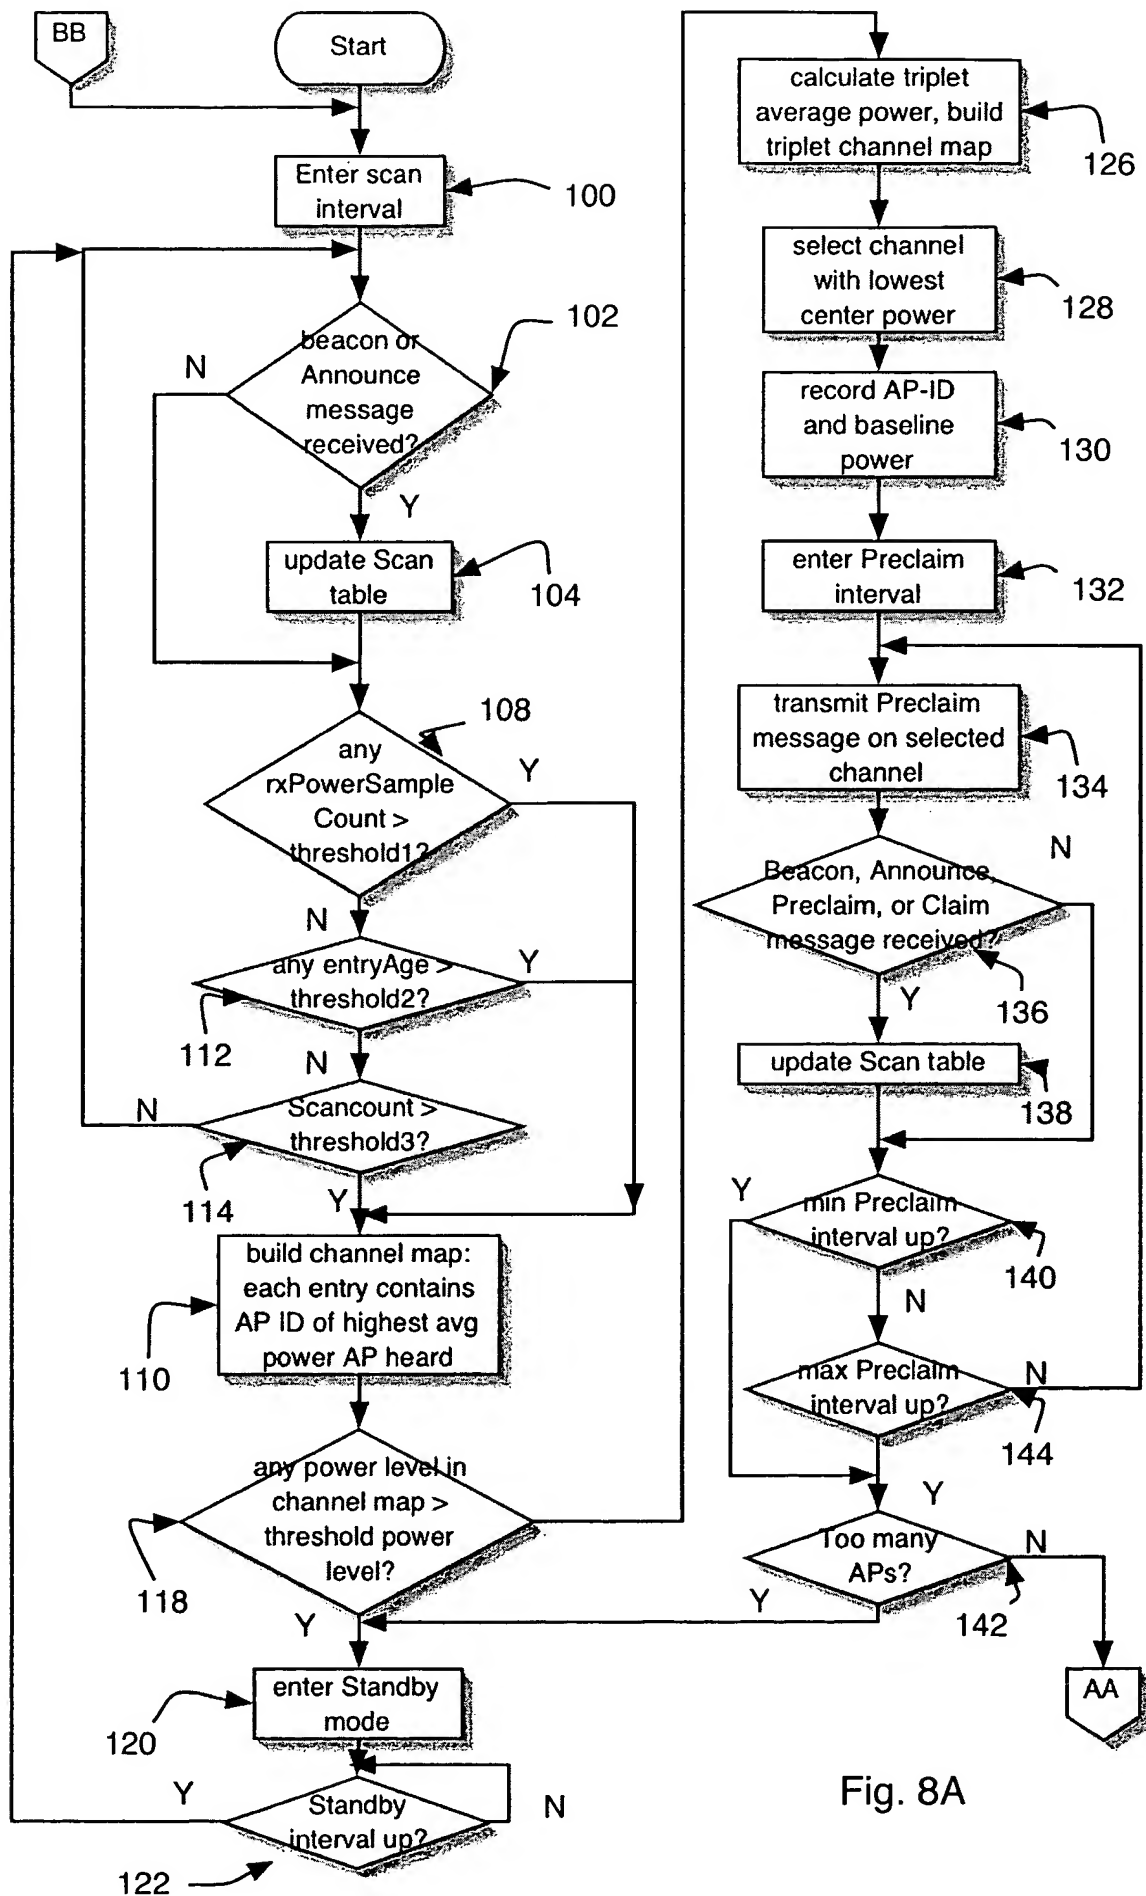 BB
Start
Enter scan
interval
100
beacon or
Announce
message
received?
102
N
Y
update Scan
table
104
any
rxPowerSample
Count >
threshold1?
108
Y
N
any entryAge >
threshold2?
Y
112
N
Scancount >
threshold3?
N
114
Y
build channel map:
each entry contains
AP ID of highest avg
power AP heard
110
any power level in
channel map >
threshold power
level?
118
Y
enter Standby
mode
120
Y
Standby
interval up?
N
122
calculate triplet
average power, build
triplet channel map
126
select channel
with lowest
center power
128
record AP-ID
and baseline
power
130
enter Preclaim
interval
132
transmit Preclaim
message on selected
channel
134
N
Beacon, Announce,
Preclaim, or Claim
message received?
Y
136
update Scan table
138
Y
min Preclaim
interval up?
140
N
max Preclaim
interval up?
N
144
Y
Too many
APs?
N
Y
142
AA
Fig. 8A